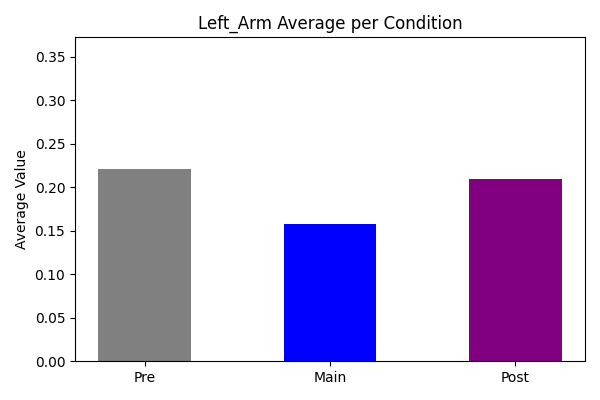 Left_Arm Average per Condition
Average Value
0.35
0.30
0.25
0.20
0.15
0.10
0.05
0.00
Pre
Main
Post